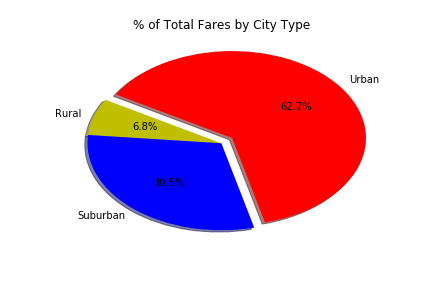 % of Total Fares by City Type
Urban
62.7%
Rural
6.8%
30.5%
Suburban